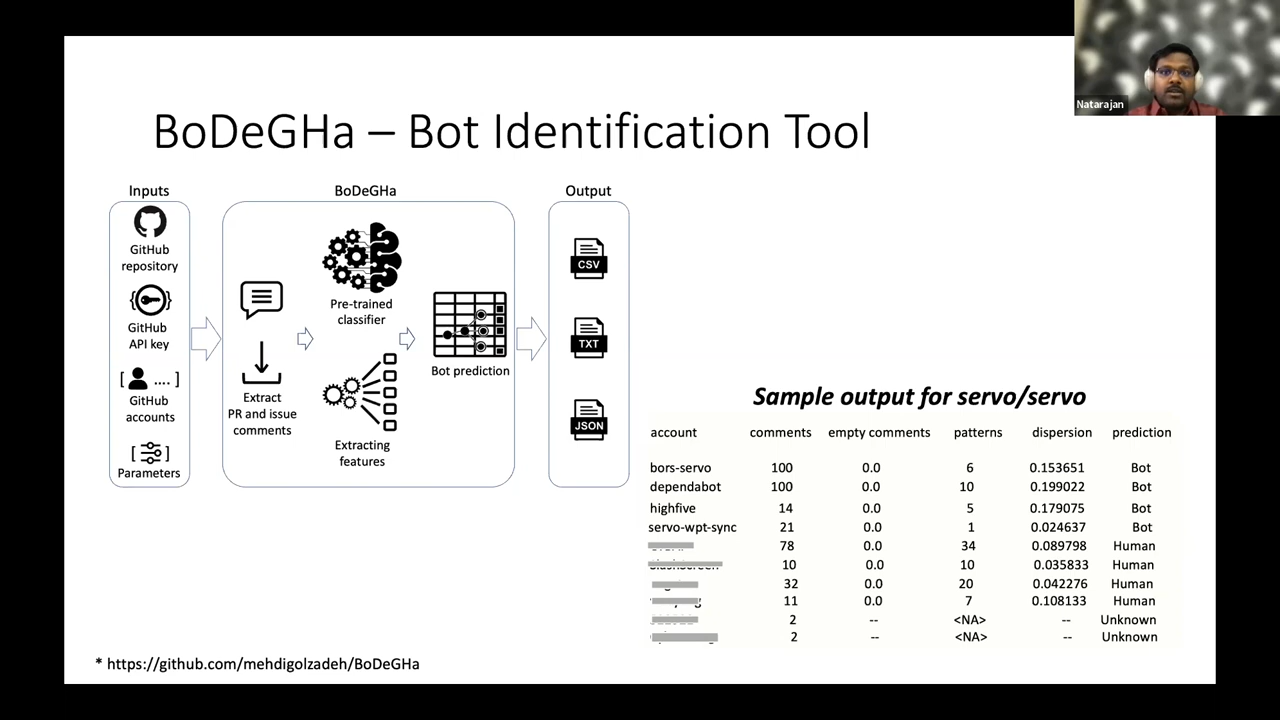 Natarajan
BoDeGHa – Bot Identification Tool
Inputs
BoDeGHa
Output
GitHub
repository
GitHub
API key
GitHub
accounts
Parameters
Extract
PR and issue
comments
Pre-trained
classifier
Extracting
features
Bot prediction
CSV
TXT
JSON
Sample output for servo/servo
account comments empty comments patterns dispersion prediction
bors-servo 100 0.0 6 0.153651 Bot
dependabot 100 0.0 10 0.199022 Bot
highfive 14 0.0 5 0.179075 Bot
servo-wpt-sync 21 0.0 1 0.024637 Bot
78 0.0 34 0.089798 Human
10 0.0 10 0.035833 Human
32 0.0 20 0.042276 Human
11 0.0 7 0.108133 Human
2 -- <NA> -- Unknown
2 -- <NA> -- Unknown
* https://github.com/mehdigolzadeh/BoDeGHa